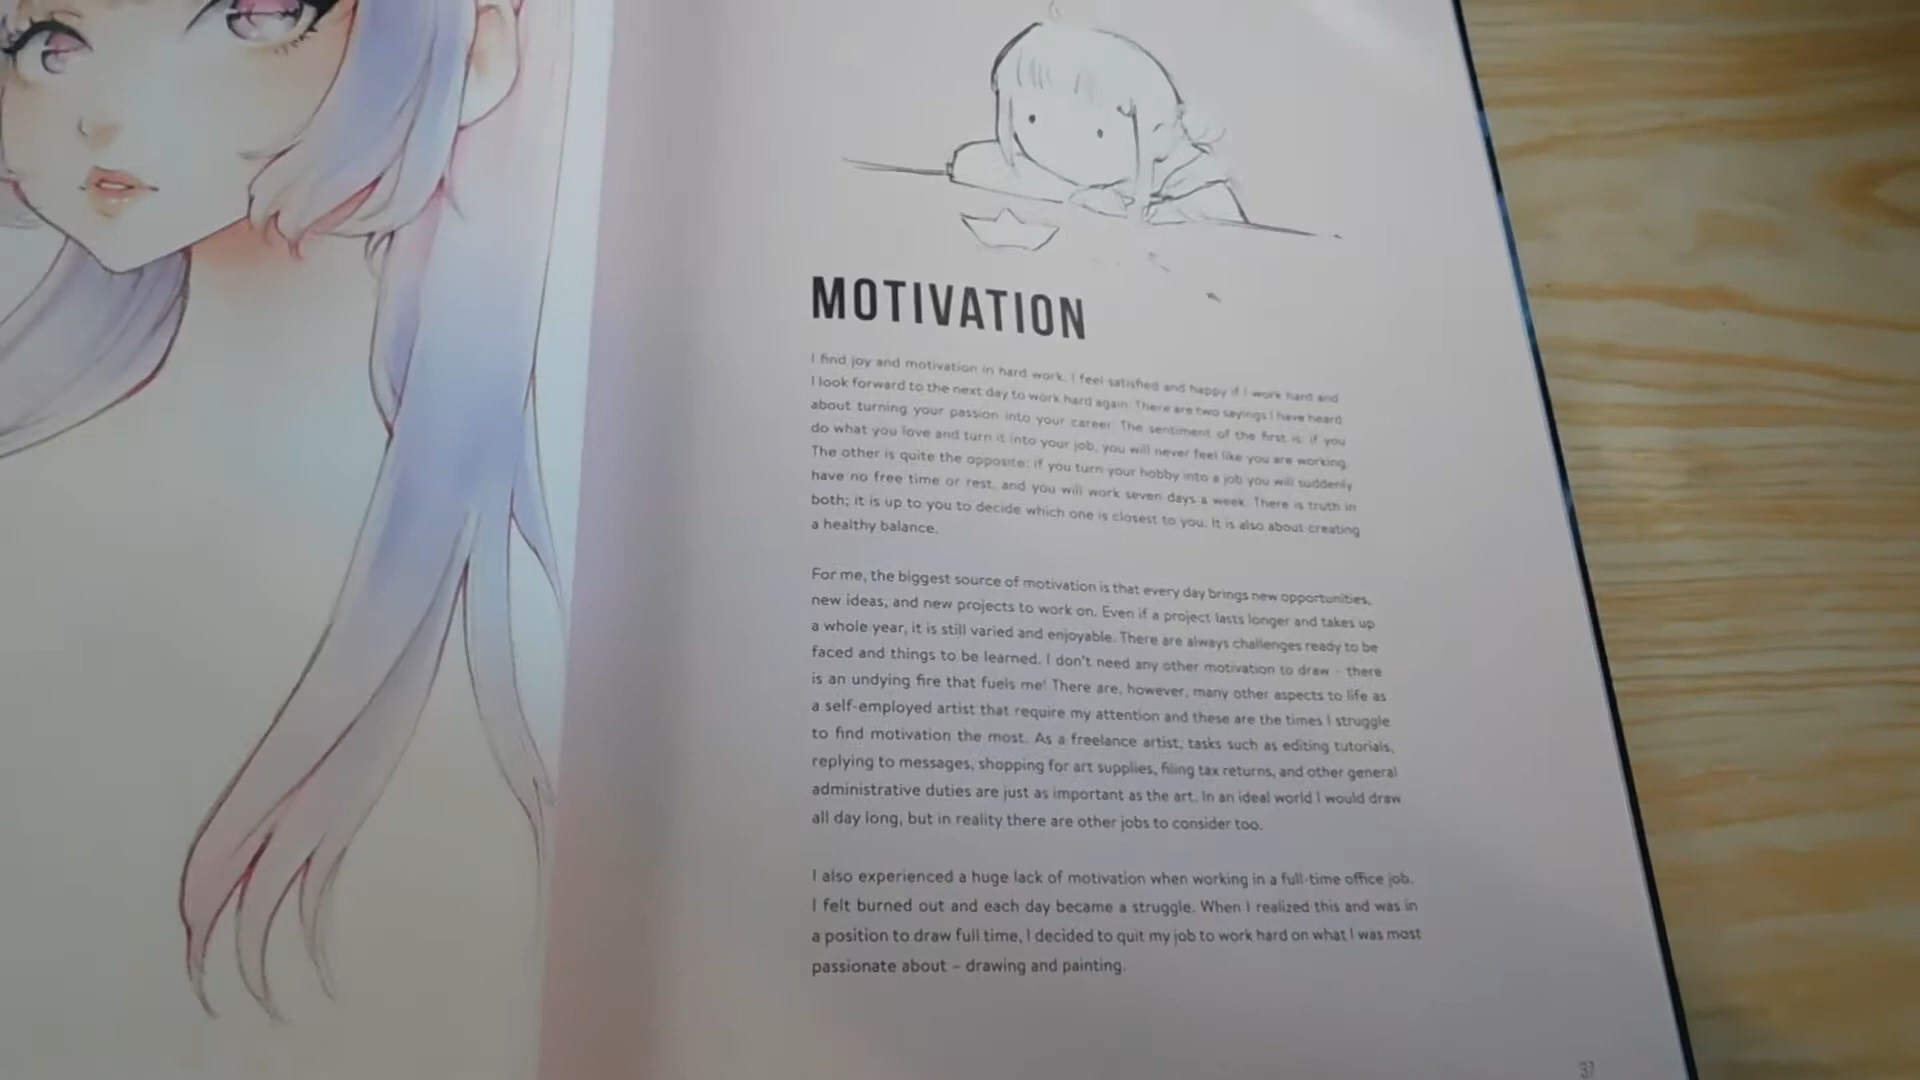 MOTIVATION
I find joy and motivation in hard work. I feel satisfied and happy if I work hard and
I look forward to the next day to work hard again. There are two sayings I have heard
about turning your passion into your career. The sentiment of the first is: if you
do what you love and turn it into your job, you will never feel like you are working.
The other is quite the opposite: if you turn your hobby into a job you will suddenly
have no free time or rest, and you will work seven days a week. There is truth in
both; it is up to you to decide which one is closest to you. It is also about creating
a healthy balance.
For me, the biggest source of motivation is that every day brings new opportunities,
new ideas, and new projects to work on. Even if a project lasts longer and takes up
a whole year, it is still varied and enjoyable. There are always challenges ready to be
faced and things to be learned. I don't need any other motivation to draw – there
is an undying fire that fuels me! There are, however, many other aspects to life as
a self-employed artist that require my attention and these are the times I struggle
to find motivation the most. As a freelance artist, tasks such as editing tutorials,
replying to messages, shopping for art supplies, filing tax returns, and other general
administrative duties are just as important as the art. In an ideal world I would draw
all day long, but in reality there are other jobs to consider too.
I also experienced a huge lack of motivation when working in a full-time office job.
I felt burned out and each day became a struggle. When I realized this and was in
a position to draw full time, I decided to quit my job to work hard on what I was most
passionate about – drawing and painting.
37